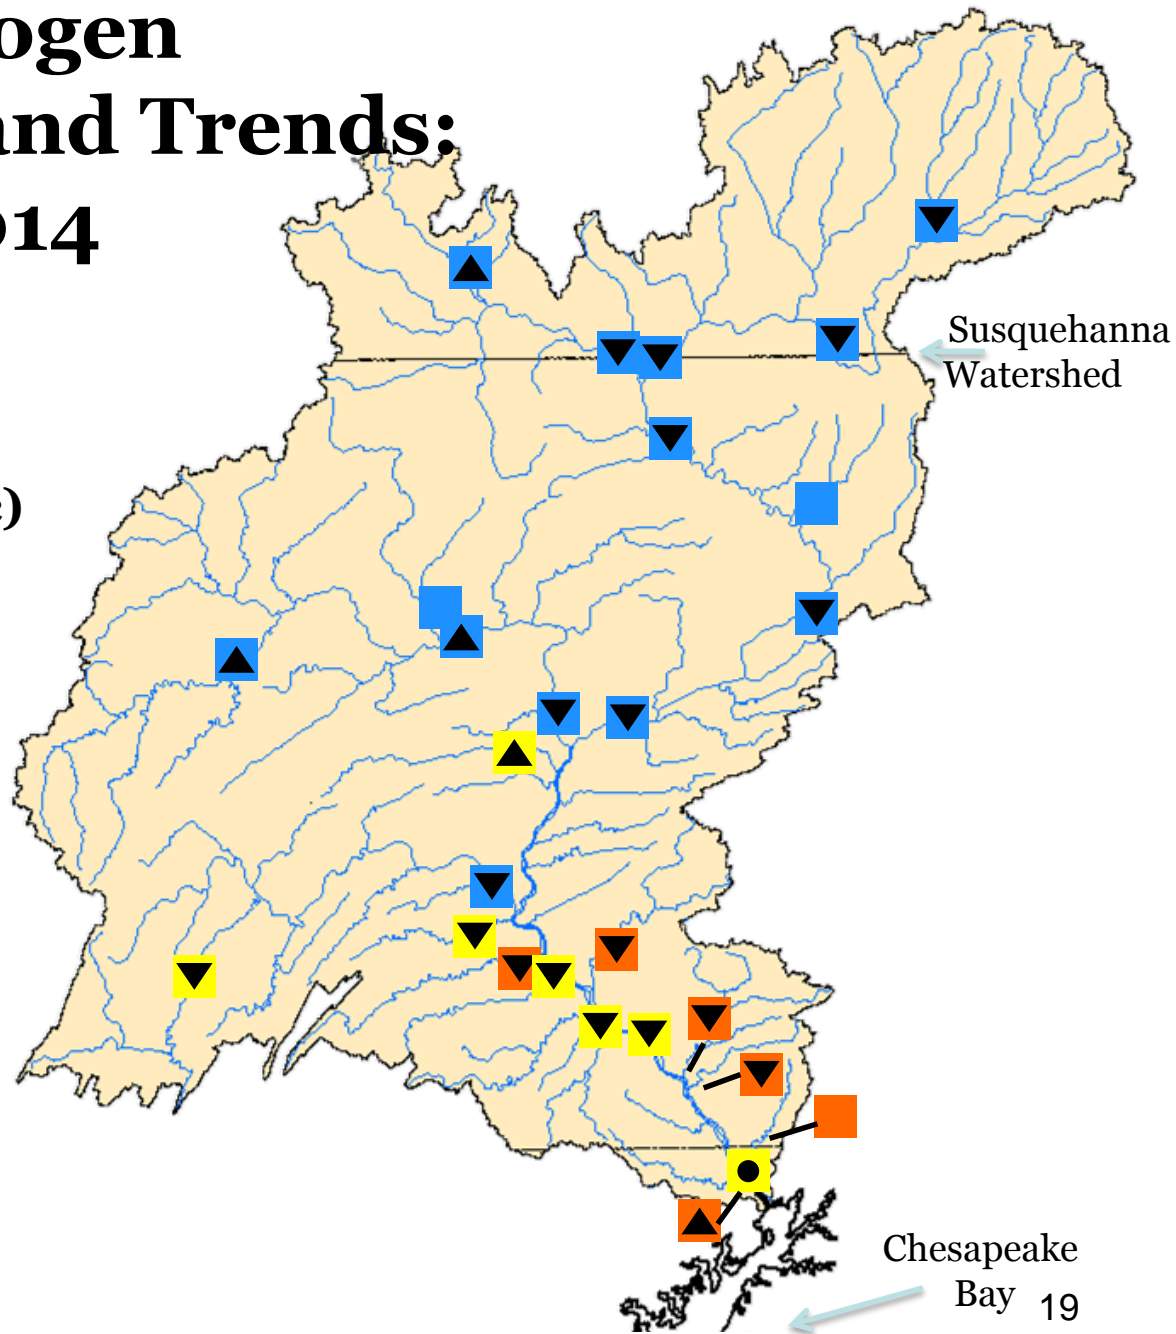 ogen
and Trends:
014
Susquehanna
Watershed
)
Chesapeake
Bay
19